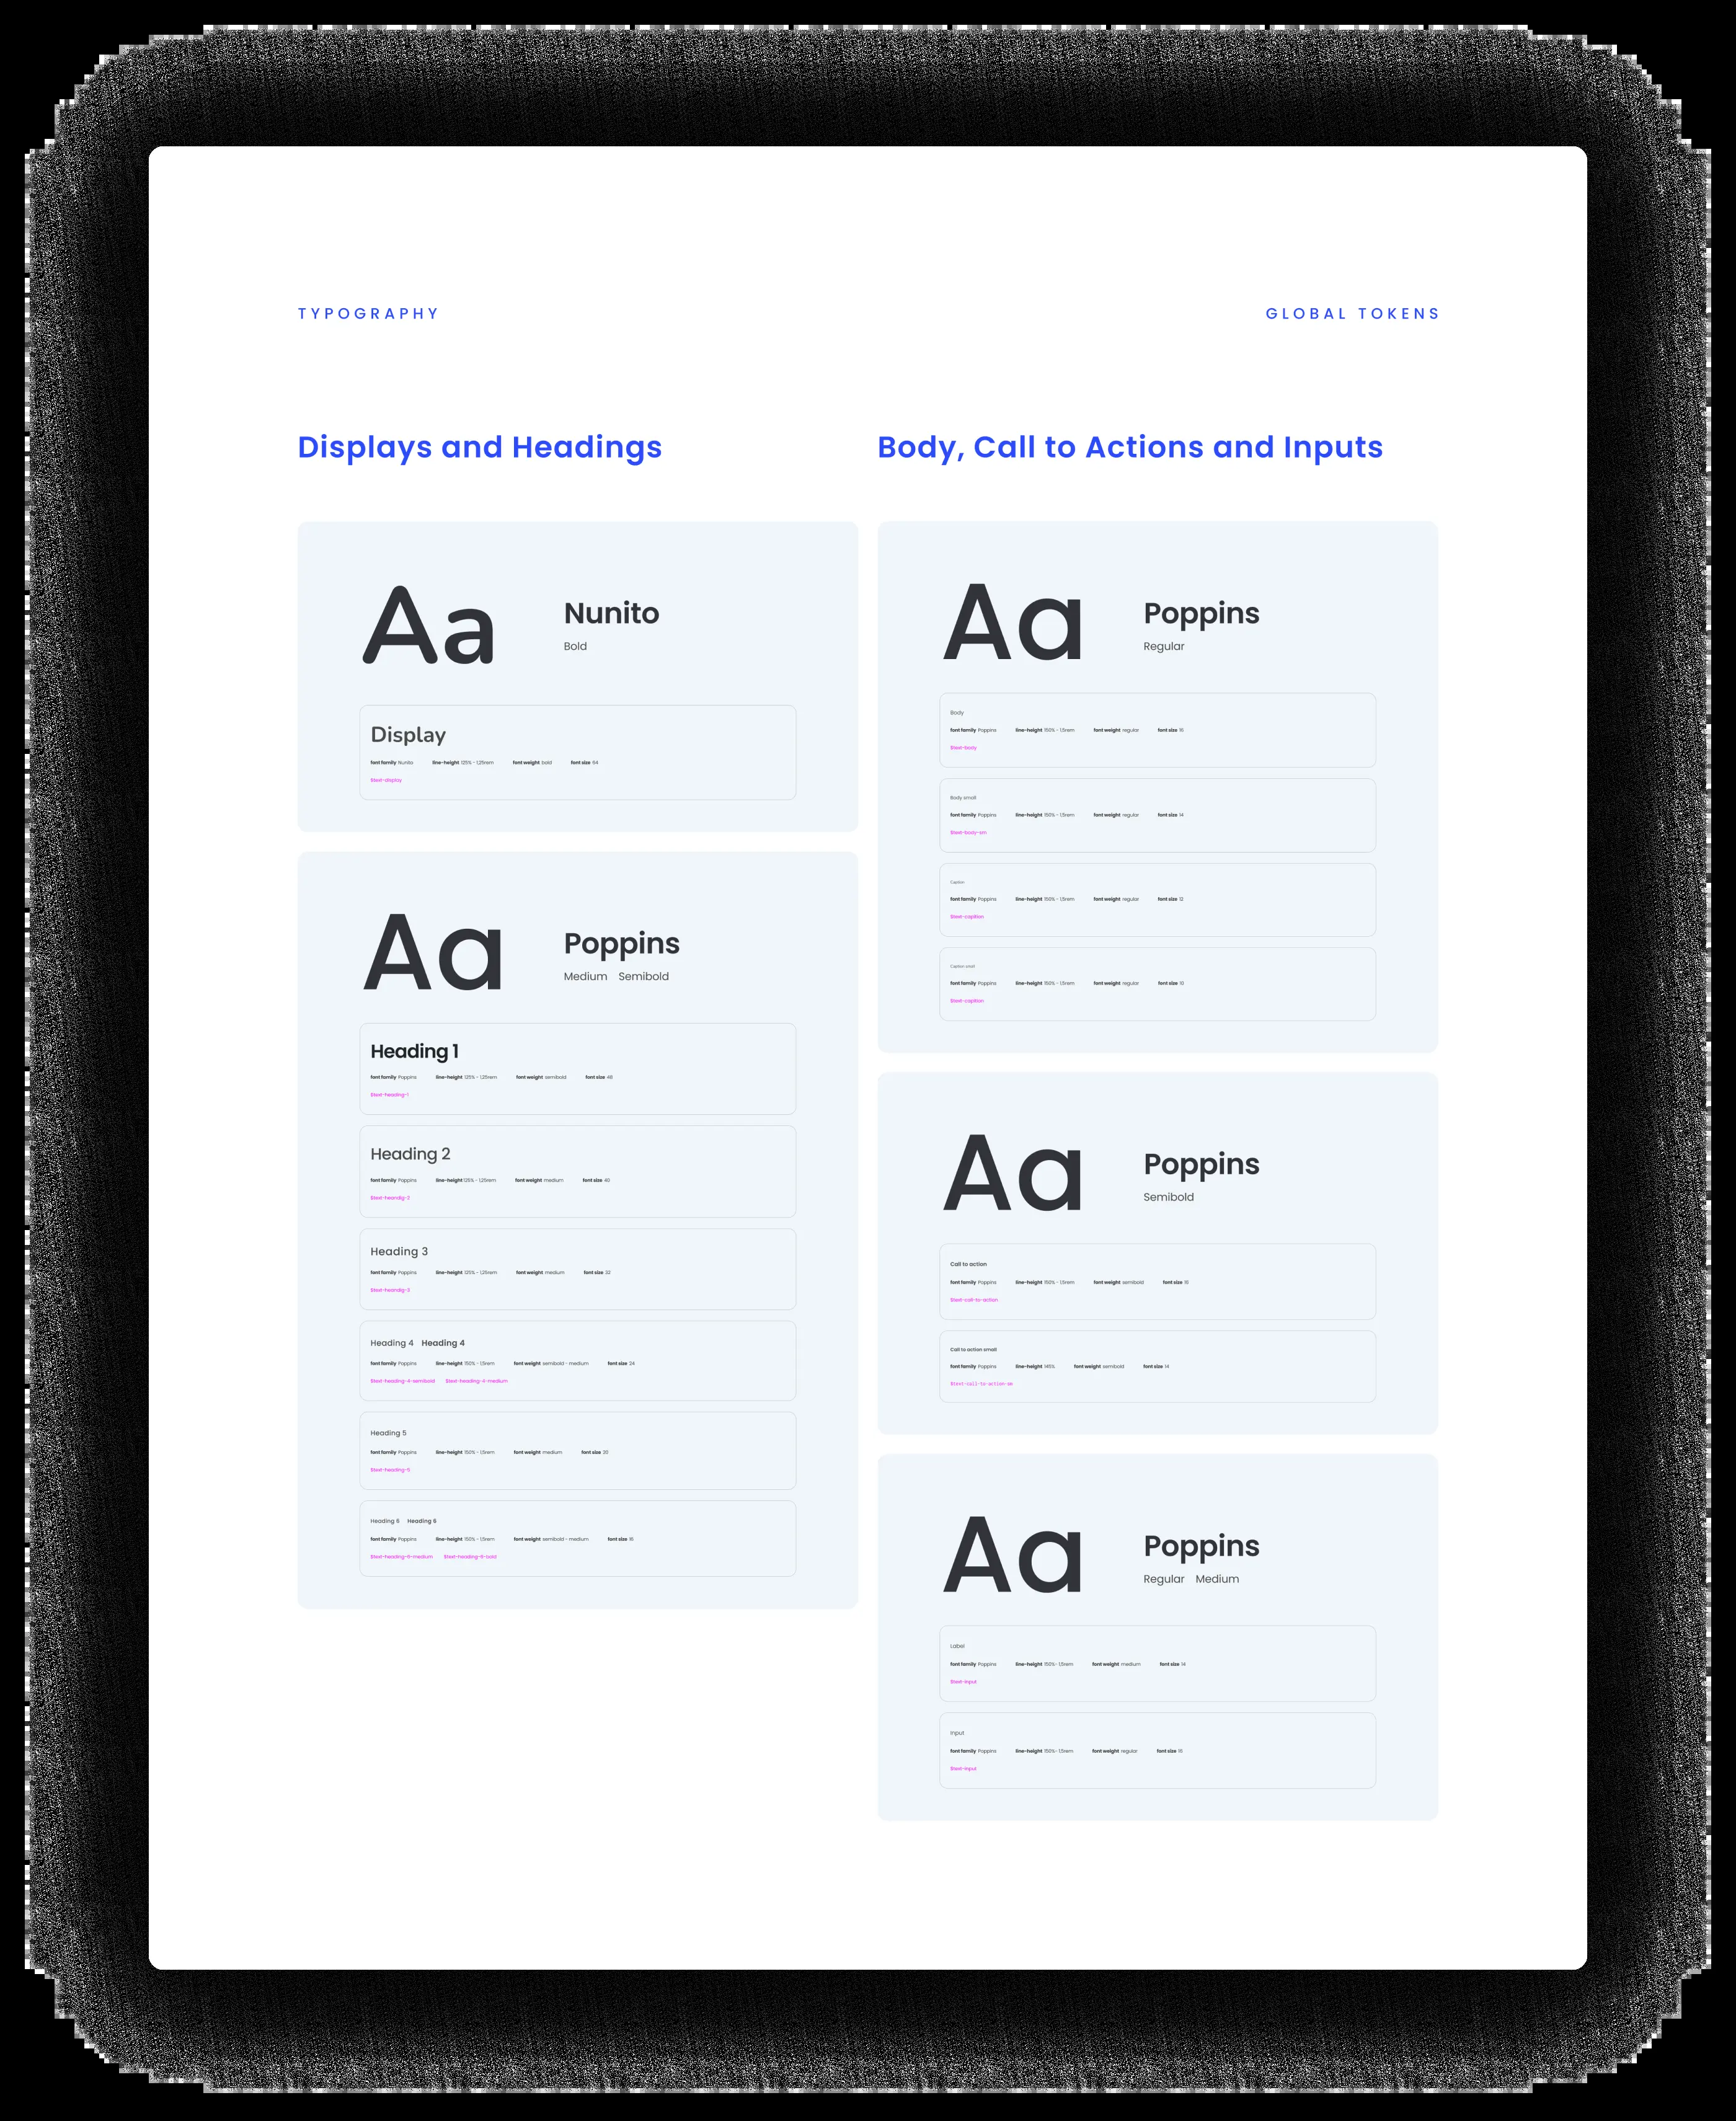 TYPOGRAPHY
GLOBAL TOKENS
Displays and Headings
Aa
Nunito
Bold
Display
font family Nunito line-height 125% - 1.25rem font weight bold font size 64
$text-display
Aa
Poppins
Medium Semibold
Heading 1
font family Poppins line-height 125% - 1.25rem font weight semibold font size 48
$text-heading-1
Heading 2
font family Poppins line-height 125% - 1.25rem font weight medium font size 40
$text-heandig-2
Heading 3
font family Poppins line-height 125% - 1.25rem font weight medium font size 32
$text-heandig-3
Heading 4 Heading 4
font family Poppins line-height 150% - 1.5rem font weight semibold - medium font size 24
$text-heading-4-semibold $text-heading-4-medium
Heading 5
font family Poppins line-height 150% - 1.5rem font weight medium font size 20
$text-heading-5
Heading 6 Heading 6
font family Poppins line-height 150% - 1.5rem font weight semibold - medium font size 16
$text-heading-6-medium $text-heading-6-bold
Body, Call to Actions and Inputs
Aa
Poppins
Regular
Body
font family Poppins line-height 150% - 1.5rem font weight regular font size 16
$text-body
Body small
font family Poppins line-height 150% - 1.5rem font weight regular font size 14
$text-body-sm
Caption
font family Poppins line-height 150% - 1.5rem font weight regular font size 12
$text-caption
Caption small
font family Poppins line-height 150% - 1.5rem font weight regular font size 10
$text-caption
Aa
Poppins
Semibold
Call to action
font family Poppins line-height 150% - 1.5rem font weight semibold font size 16
$text-call-to-action
Call to action small
font family Poppins line-height 145% font weight semibold font size 14
$text-call-to-action-sm
Aa
Poppins
Regular Medium
Label
font family Poppins line-height 150% - 1.5rem font weight medium font size 14
$text-input
Input
font family Poppins line-height 150% - 1.5rem font weight regular font size 16
$text-input